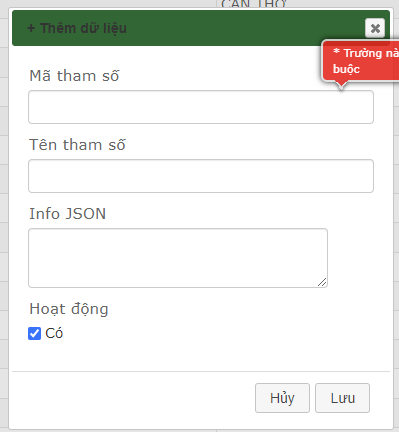 CẦN THƠ
+ Thêm dữ liệu
* Trường nà
buộc
Mã tham số
Tên tham số
Info JSON
Hoạt động
Có
Hủy
Lưu